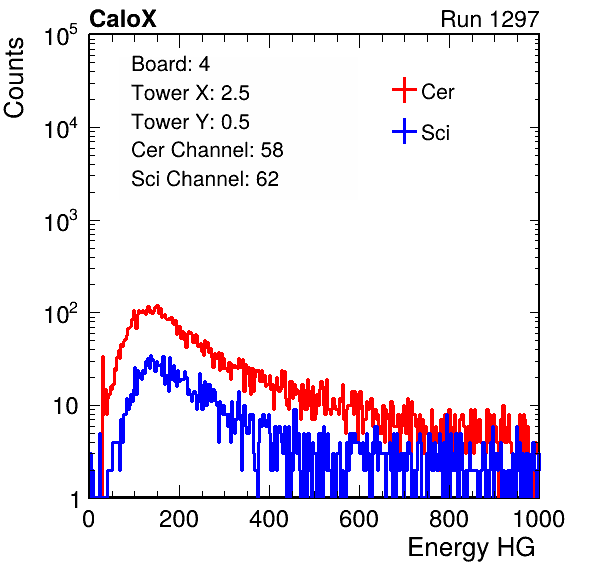 CaloX Run 1297
Counts
10^5
10^4
10^3
10^2
10
1
Board: 4
Tower X: 2.5
Tower Y: 0.5
Cer Channel: 58
Sci Channel: 62
Cer
Sci
0 200 400 600 800 1000
Energy HG